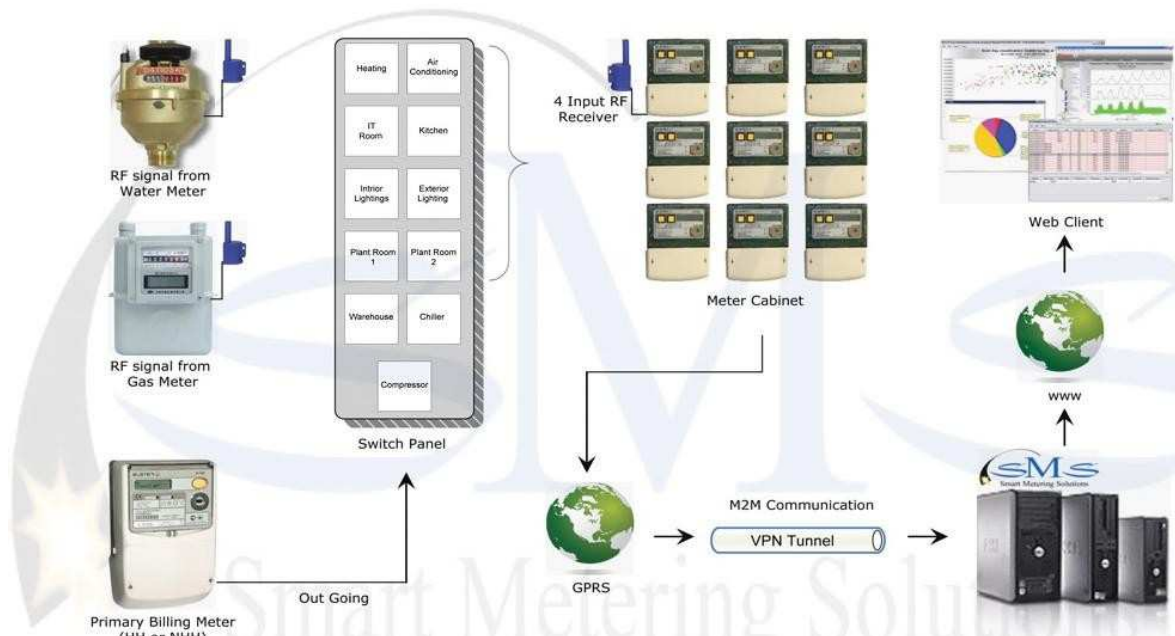 RF signal from
Water Meter
RF signal from
Gas Meter
Primary Billing Meter
(HH or NHH)
Out Going
Heating
Air
Conditioning
IT
Room
Kitchen
Intrior
Lightings
Exterior
Lighting
Plant Room
1
Plant Room
2
Warehouse
Chiller
Compressor
Switch Panel
4 Input RF
Receiver
Meter Cabinet
GPRS
M2M Communication
VPN Tunnel
SMS
Smart Metering Solutions
www
Web Client
SMS
Smart Metering Solutions